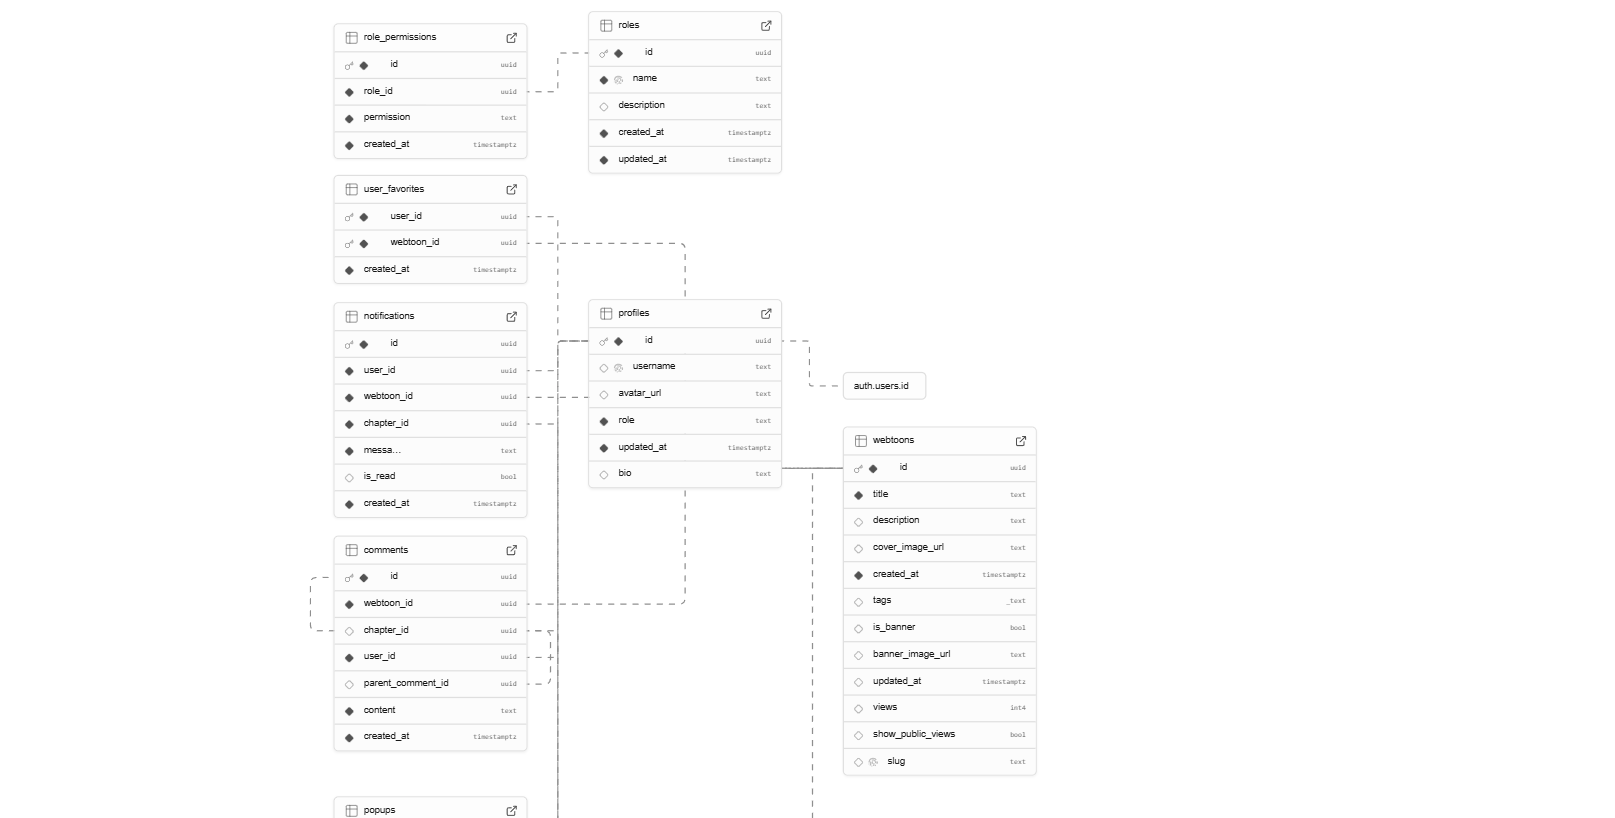 role_permissions
id uuid
role_id uuid
permission text
created_at timestamptz
roles
id uuid
name text
description text
created_at timestamptz
updated_at timestamptz
user_favorites
user_id uuid
webtoon_id uuid
created_at timestamptz
notifications
id uuid
user_id uuid
webtoon_id uuid
chapter_id uuid
messa... text
is_read bool
created_at timestamptz
profiles
id uuid
username text
avatar_url text
role text
updated_at timestamptz
bio text
auth.users.id
webtoons
id uuid
title text
description text
cover_image_url text
created_at timestamptz
tags _text
is_banner bool
banner_image_url text
updated_at timestamptz
views int4
show_public_views bool
slug text
comments
id uuid
webtoon_id uuid
chapter_id uuid
user_id uuid
parent_comment_id uuid
content text
created_at timestamptz
popups